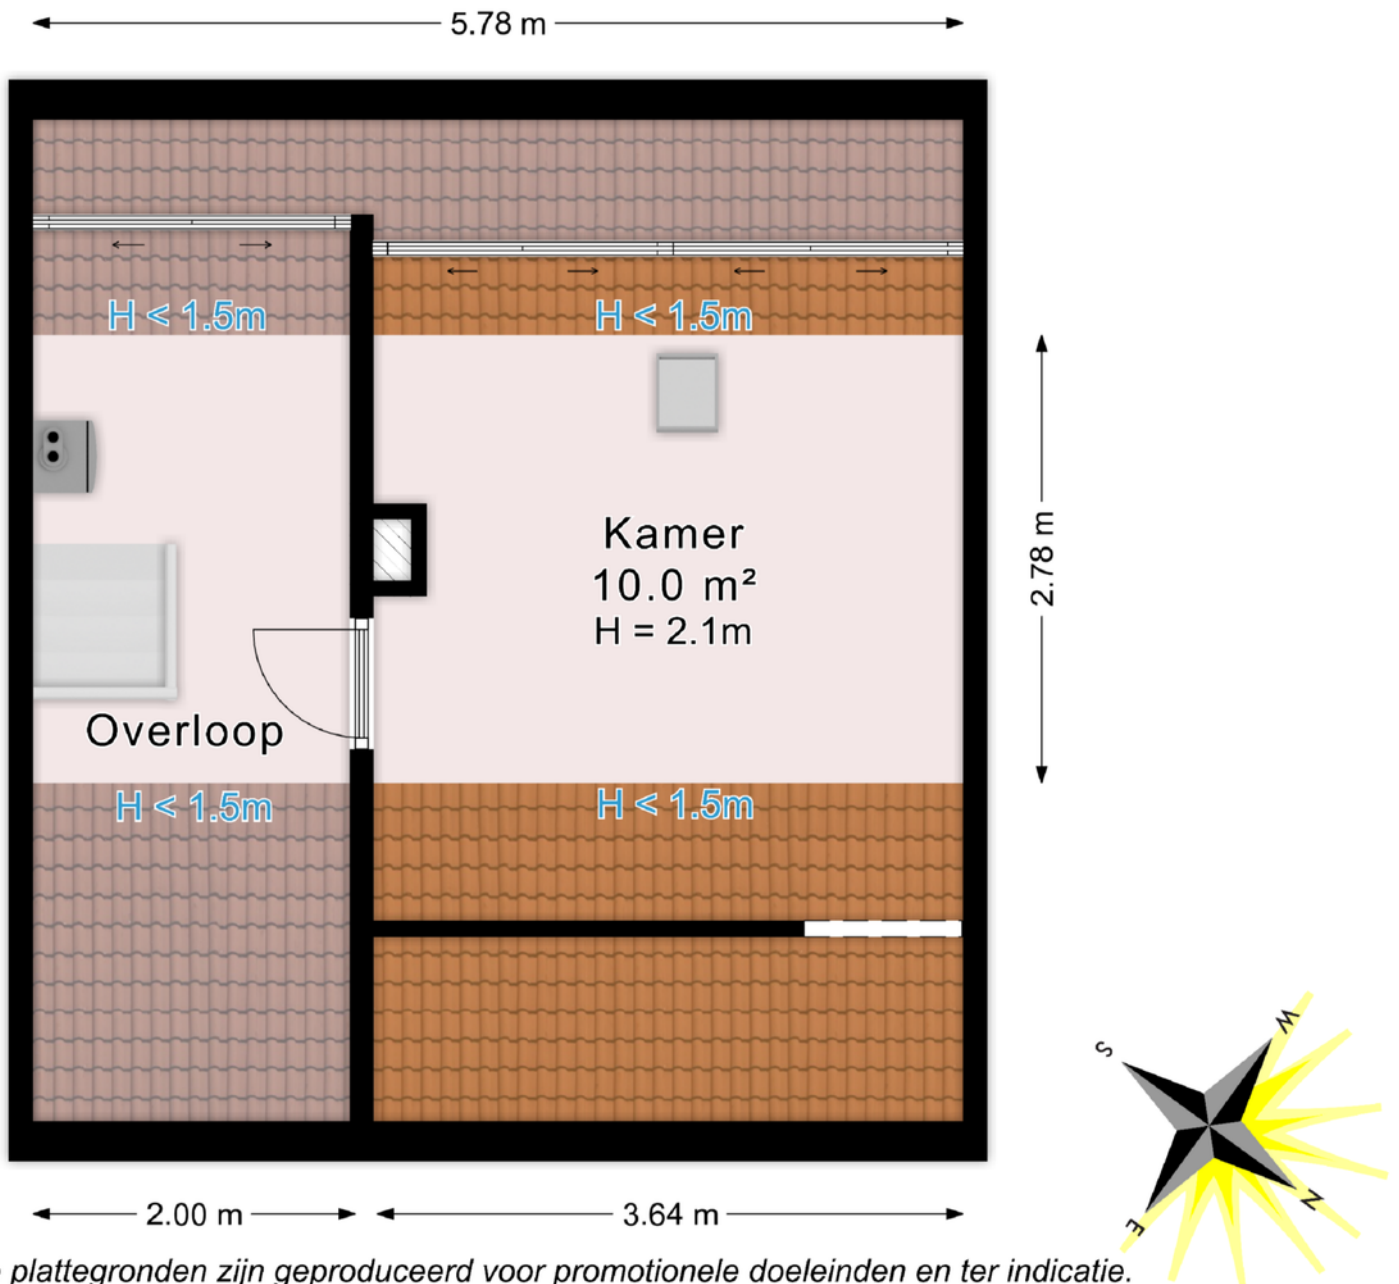 5.78 m
H < 1.5m
H < 1.5m
2.78 m
Kamer
10.0 m²
H = 2.1m
Overloop
H < 1.5m
H < 1.5m
S
W
N
E
2.00 m
3.64 m
plattegronden zijn geproduceerd voor promotionele doeleinden en ter indicatie.